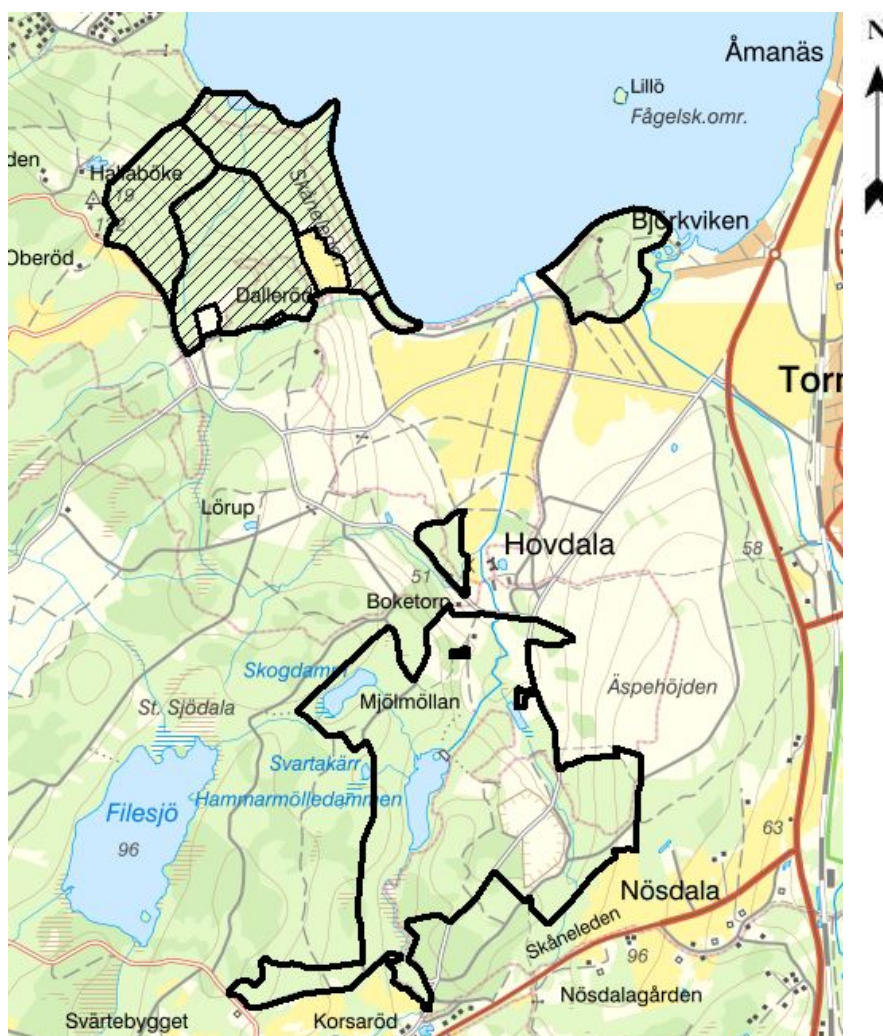 N
Åmanäs
Lillö
Fågelsk.omr.
den
Hallaböke
19
Skåneleden
Björkviken
Oberöd
Dalleröd
Torr
Lörup
Hovdala
58
51
Boketorp
Skogdamm
Äspehöjden
St. Sjödala
Mjölmöllan
Svartakärr
Hammarmölledammen
Filesjö
96
63
Nösdala
Skåneleden
96
Nösdalagården
Svärtebygget
Korsaröd